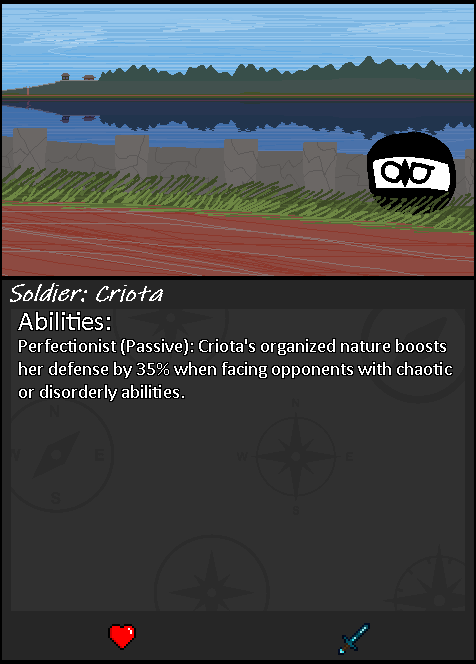 Soldier: Criota
Abilities:
Perfectionist (Passive): Criota's organized nature boosts
her defense by 35% when facing opponents with chaotic
or disorderly abilities.
N
W E
S
N
W E
S